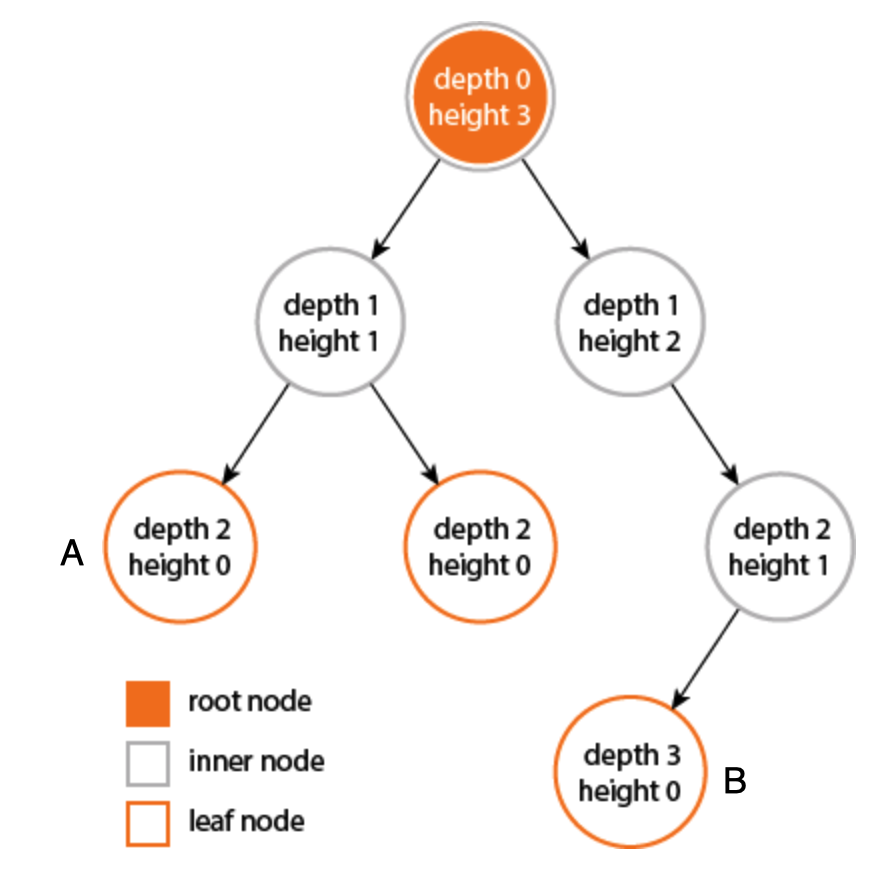 depth 0
height 3
depth 1
height 1
depth 1
height 2
A
depth 2
height 0
depth 2
height 0
depth 2
height 1
root node
inner node
leaf node
depth 3
height 0
B